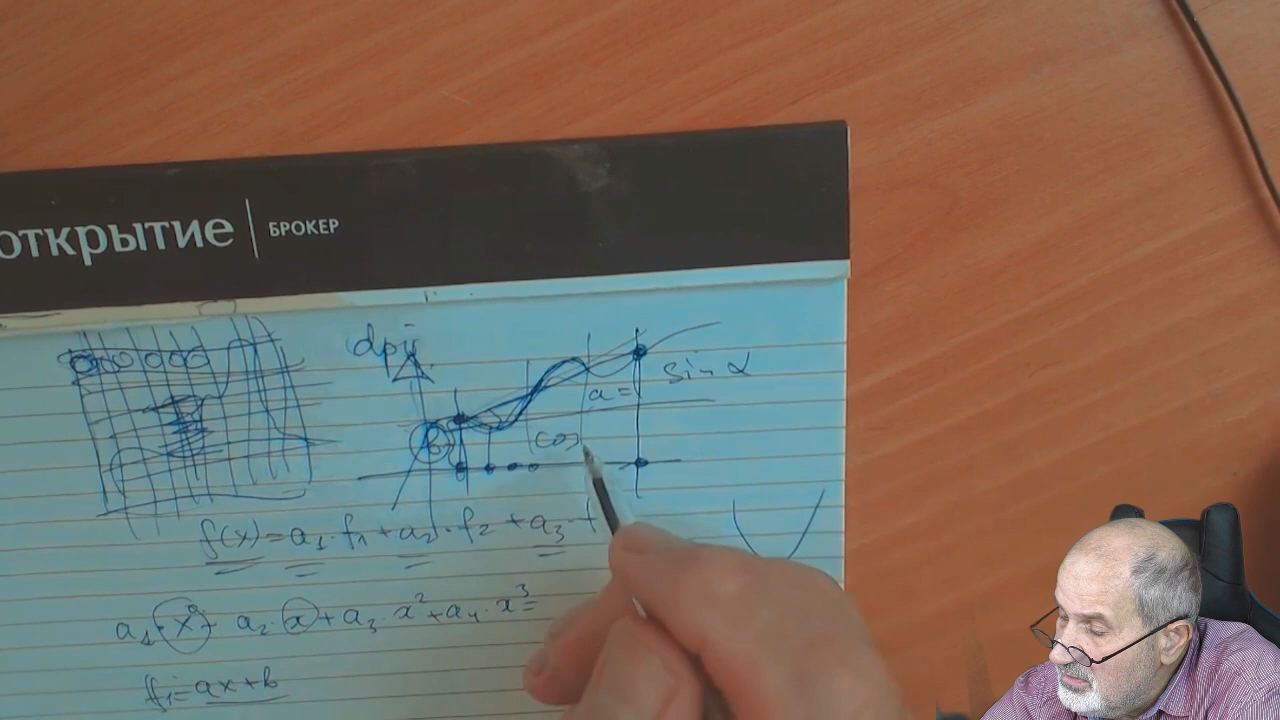 открытие | БРОКЕР
dpi
sin α
a =
cos
f(x) = a₁·f₁ + a₂·f₂ + a₃·f
a₁·x⁰ + a₂·x + a₃·x² + a₄·x³ =
f₁ = ax + b